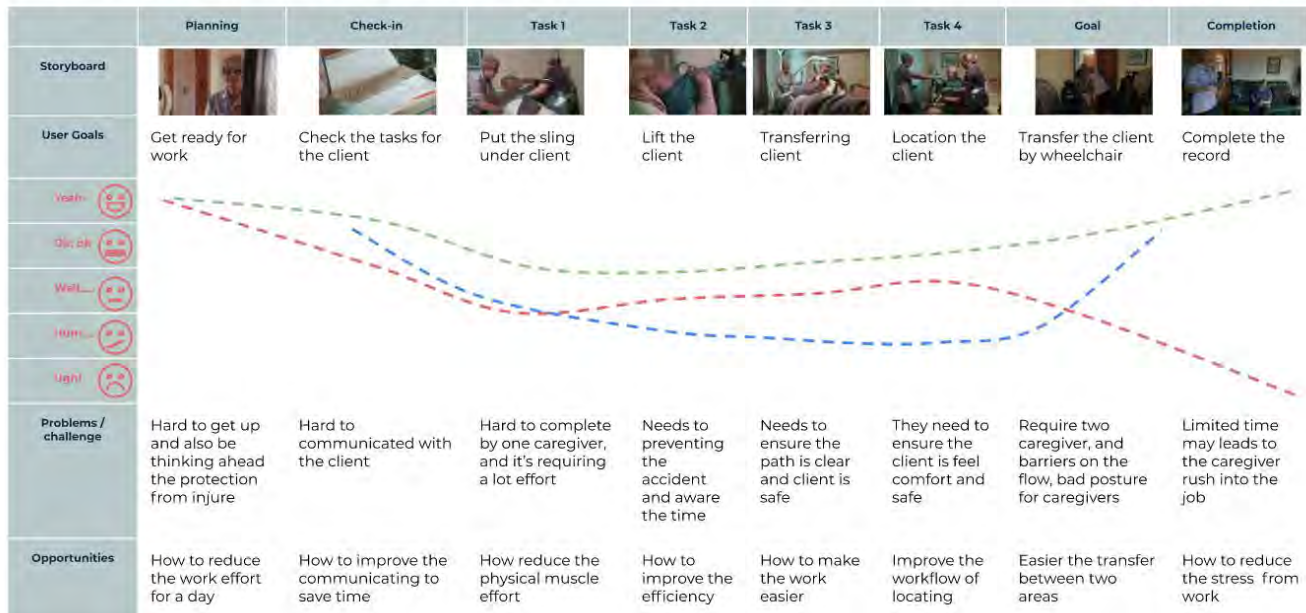 Planning Check-in Task 1 Task 2 Task 3 Task 4 Goal Completion
Storyboard
User Goals
Get ready for
work
Check the tasks for
the client
Put the sling
under client
Lift the
client
Transferring
client
Location the
client
Transfer the client
by wheelchair
Complete the
record
Yeah~
Ok, ok
Well.....
Hum....
Ugh!
Problems /
challenge
Hard to get up
and also be
thinking ahead
the protection
from injure
Hard to
communicated with
the client
Hard to complete
by one caregiver,
and it's requiring
a lot effort
Needs to
preventing
the
accident
and aware
the time
Needs to
ensure the
path is clear
and client is
safe
They need to
ensure the
client is feel
comfort and
safe
Require two
caregiver, and
barriers on the
flow, bad posture
for caregivers
Limited time
may leads to
the caregiver
rush into the
job
Opportunities
How to reduce
the work effort
for a day
How to improve the
communicating to
save time
How reduce the
physical muscle
effort
How to
improve the
efficiency
How to make
the work
easier
Improve the
workflow of
locating
Easier the transfer
between two
areas
How to reduce
the stress from
work